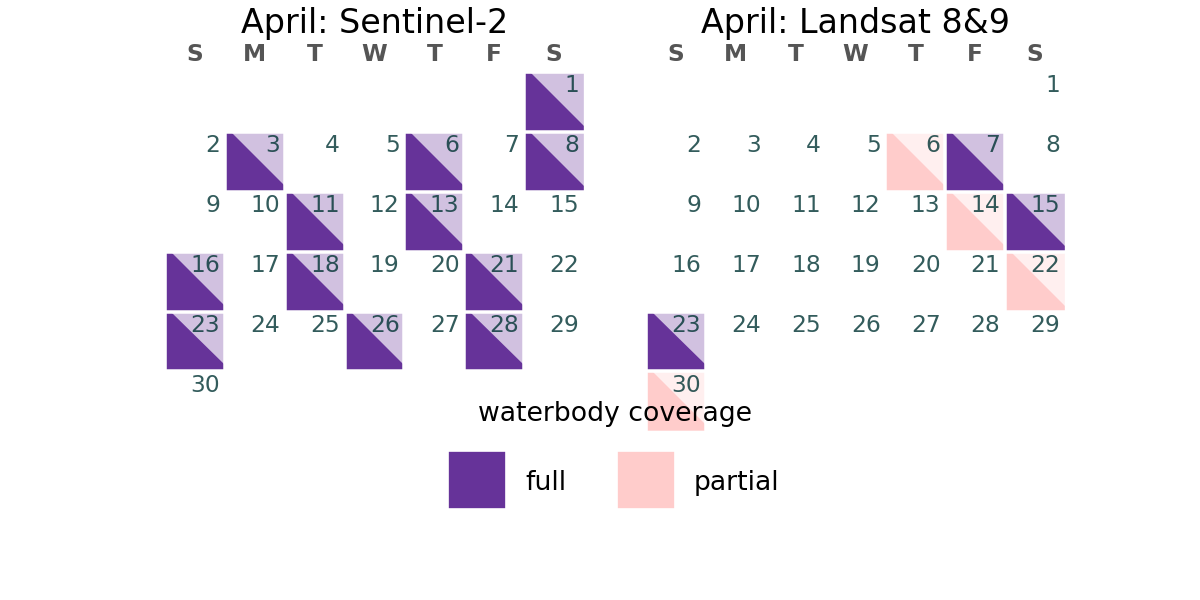 April: Sentinel-2
S M T W T F S
1
2 3 4 5 6 7 8
9 10 11 12 13 14 15
16 17 18 19 20 21 22
23 24 25 26 27 28 29
30
April: Landsat 8&9
S M T W T F S
1
2 3 4 5 6 7 8
9 10 11 12 13 14 15
16 17 18 19 20 21 22
23 24 25 26 27 28 29
30
waterbody coverage
full
partial